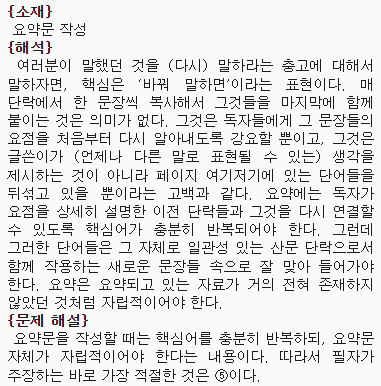 {소재}
요약문 작성
{해석}
여러분이 말했던 것을 (다시) 말하라는 충고에 대해서
말하자면, 핵심은 ‘바꿔 말하면’이라는 표현이다. 매
단락에서 한 문장씩 복사해서 그것들을 마지막에 함께
붙이는 것은 의미가 없다. 그것은 독자들에게 그 문장들의
요점을 처음부터 다시 알아내도록 강요할 뿐이고, 그것은
글쓴이가 (언제나 다른 말로 표현될 수 있는) 생각을
제시하는 것이 아니라 페이지 여기저기에 있는 단어들을
뒤섞고 있을 뿐이라는 고백과 같다. 요약에는 독자가
요점을 상세히 설명한 이전 단락들과 그것을 다시 연결할
수 있도록 핵심어가 충분히 반복되어야 한다. 그런데
그러한 단어들은 그 자체로 일관성 있는 산문 단락으로서
함께 작용하는 새로운 문장들 속으로 잘 맞아 들어가야
한다. 요약은 요약되고 있는 자료가 거의 전혀 존재하지
않았던 것처럼 자립적이어야 한다.
{문제 해설}
요약문을 작성할 때는 핵심어를 충분히 반복하되, 요약문
자체가 자립적이어야 한다는 내용이다. 따라서 필자가
주장하는 바로 가장 적절한 것은 ⑤이다.